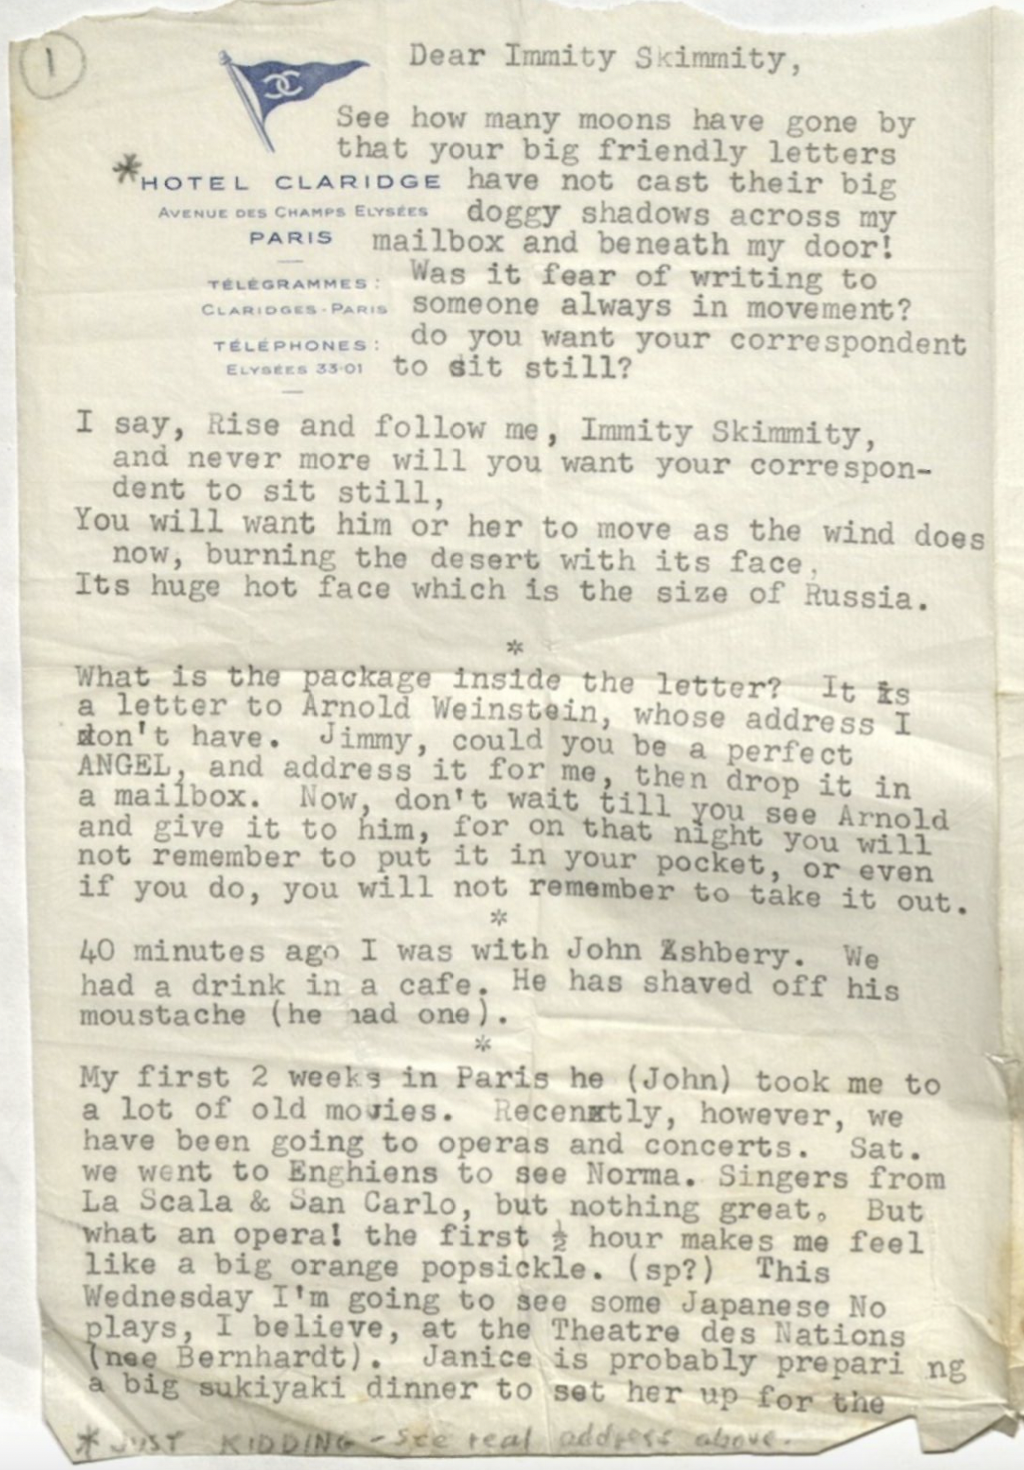 1
Dear Immity Skimmity,
See how many moons have gone by
that your big friendly letters
*HOTEL CLARIDGE have not cast their big
AVENUE DES CHAMPS ELYSÉES doggy shadows across my
PARIS mailbox and beneath my door!
TÉLÉGRAMMES: Was it fear of writing to
CLARIDGES-PARIS someone always in movement?
TÉLÉPHONES: do you want your correspondent
ELYSÉES 33-01 to sit still?
I say, Rise and follow me, Immity Skimmity,
and never more will you want your correspon-
dent to sit still,
You will want him or her to move as the wind does
now, burning the desert with its face,
Its huge hot face which is the size of Russia.
*
What is the package inside the letter? It is
a letter to Arnold Weinstein, whose address I
don't have. Jimmy, could you be a perfect
ANGEL, and address it for me, then drop it in
a mailbox. Now, don't wait till you see Arnold
and give it to him, for on that night you will
not remember to put it in your pocket, or even
if you do, you will not remember to take it out.
*
40 minutes ago I was with John Ashbery. We
had a drink in a cafe. He has shaved off his
moustache (he had one).
*
My first 2 weeks in Paris he (John) took me to
a lot of old movies. Recenxtly, however, we
have been going to operas and concerts. Sat.
we went to Enghiens to see Norma. Singers from
La Scala & San Carlo, but nothing great. But
what an opera! the first ½ hour makes me feel
like a big orange popsickle. (sp?) This
Wednesday I'm going to see some Japanese No
plays, I believe, at the Theatre des Nations
(nee Bernhardt). Janice is probably prepari ng
a big sukiyaki dinner to set her up for the
* JUST KIDDING - see real address above.